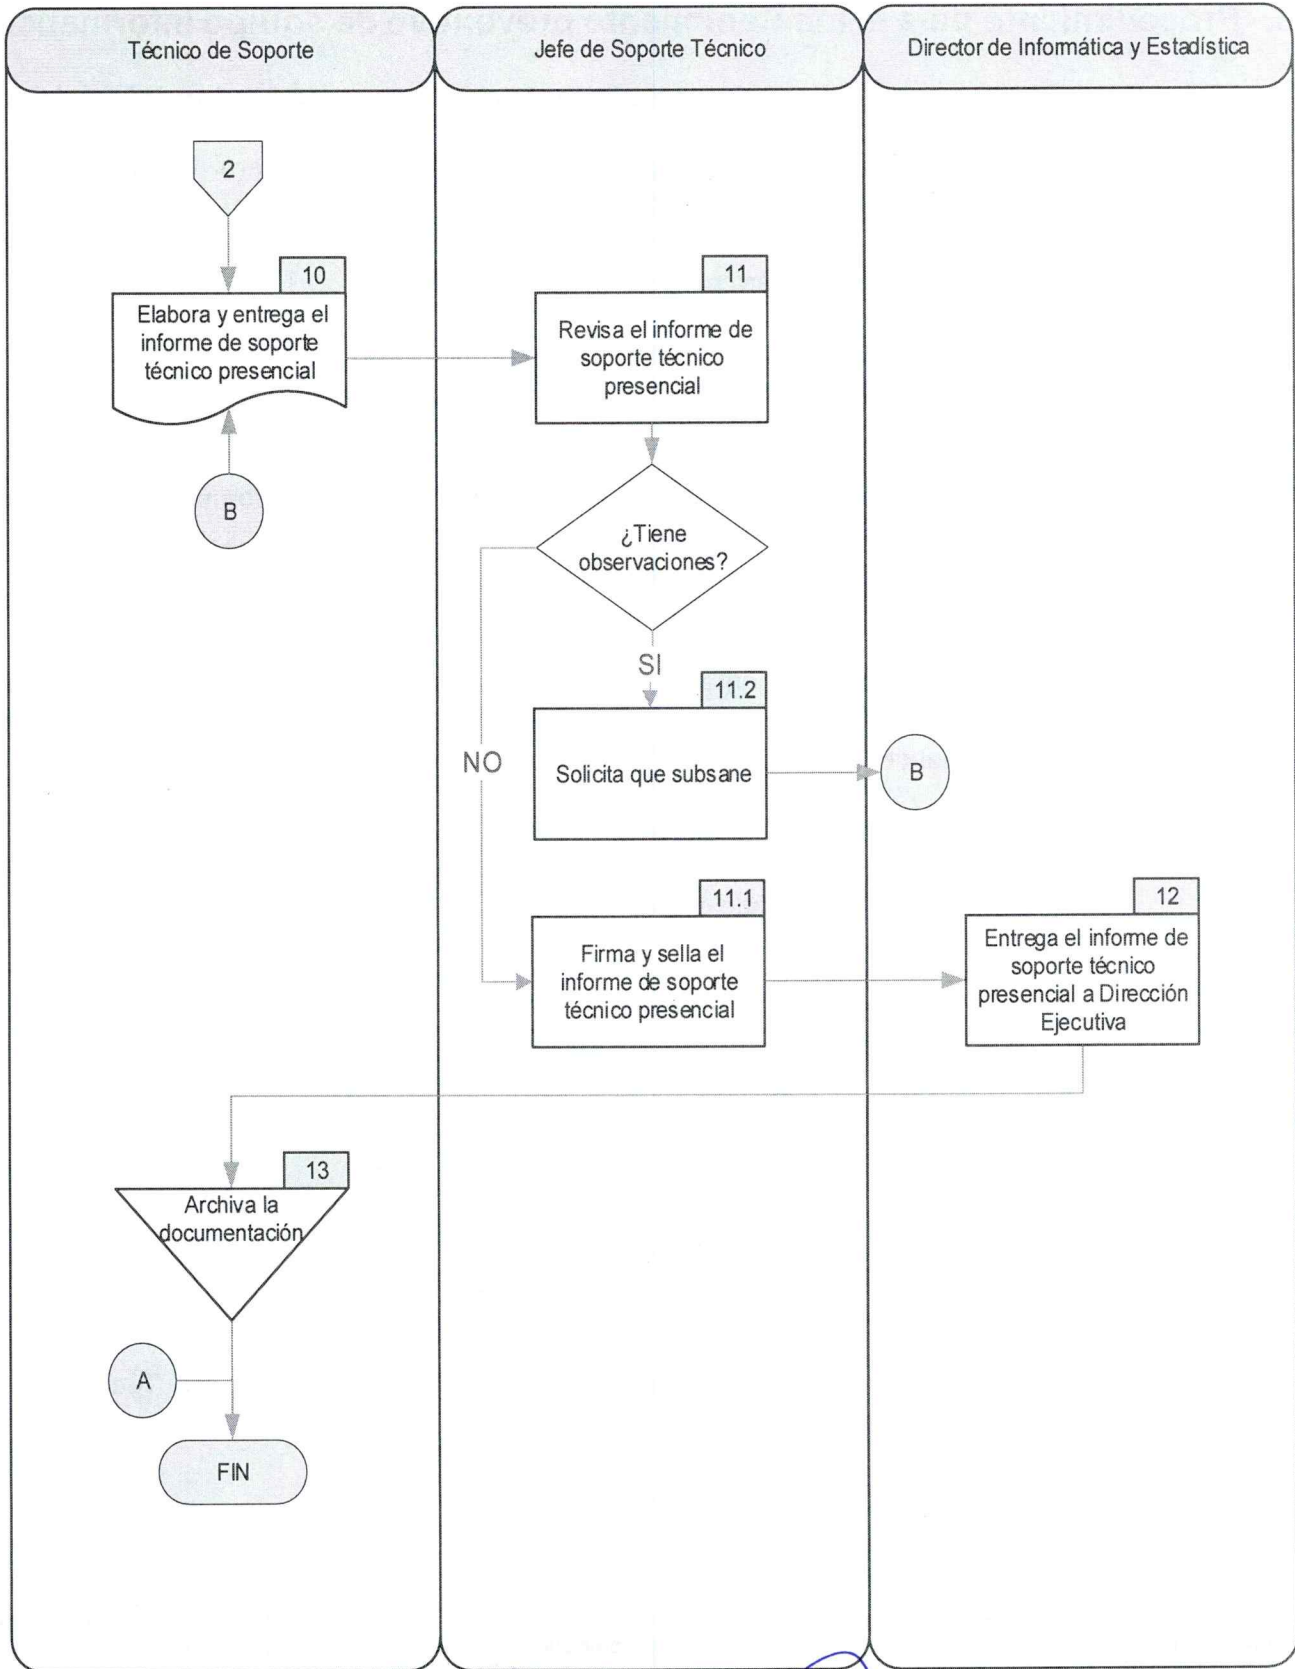 Técnico de Soporte
Jefe de Soporte Técnico
Director de Informática y Estadística
2
10
Elabora y entrega el
informe de soporte
técnico presencial
11
Revisa el informe de
soporte técnico
presencial
B
¿Tiene
observaciones?
SI
NO
11.2
Solicita que subsane
B
11.1
Firma y sella el
informe de soporte
técnico presencial
12
Entrega el informe de
soporte técnico
presencial a Dirección
Ejecutiva
13
Archiva la
documentación
A
FIN